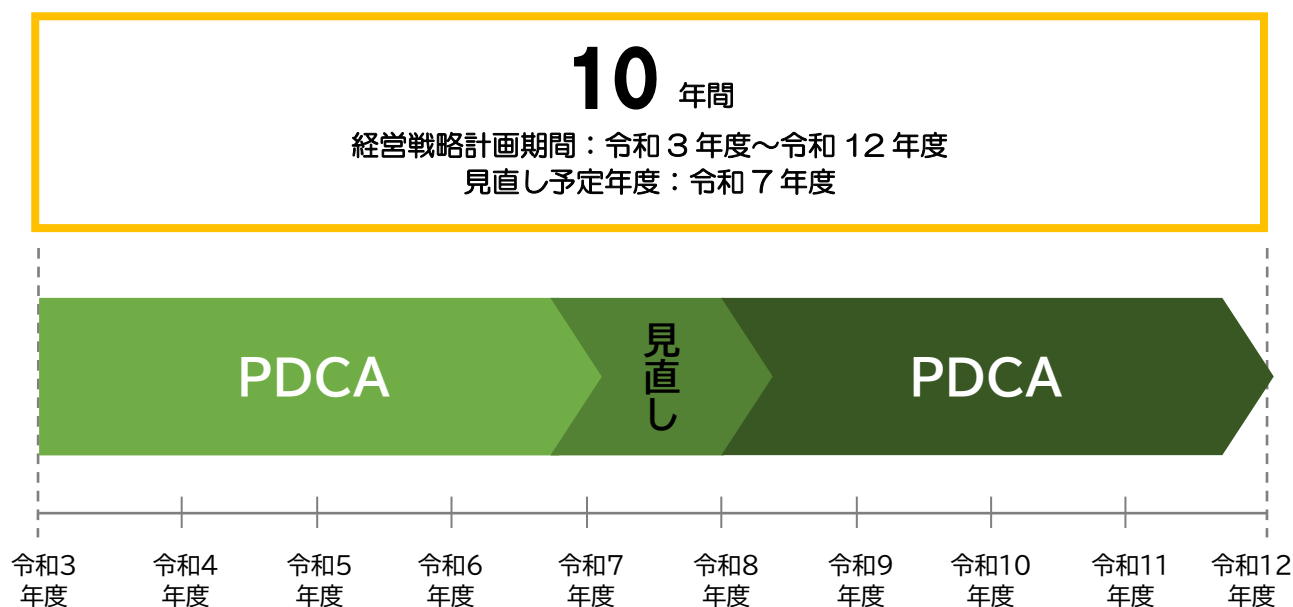 10 年間
経営戦略計画期間：令和 3 年度～令和 12 年度
見直し予定年度：令和 7 年度
PDCA
見直し
PDCA
令和3
年度
令和4
年度
令和5
年度
令和6
年度
令和7
年度
令和8
年度
令和9
年度
令和10
年度
令和11
年度
令和12
年度